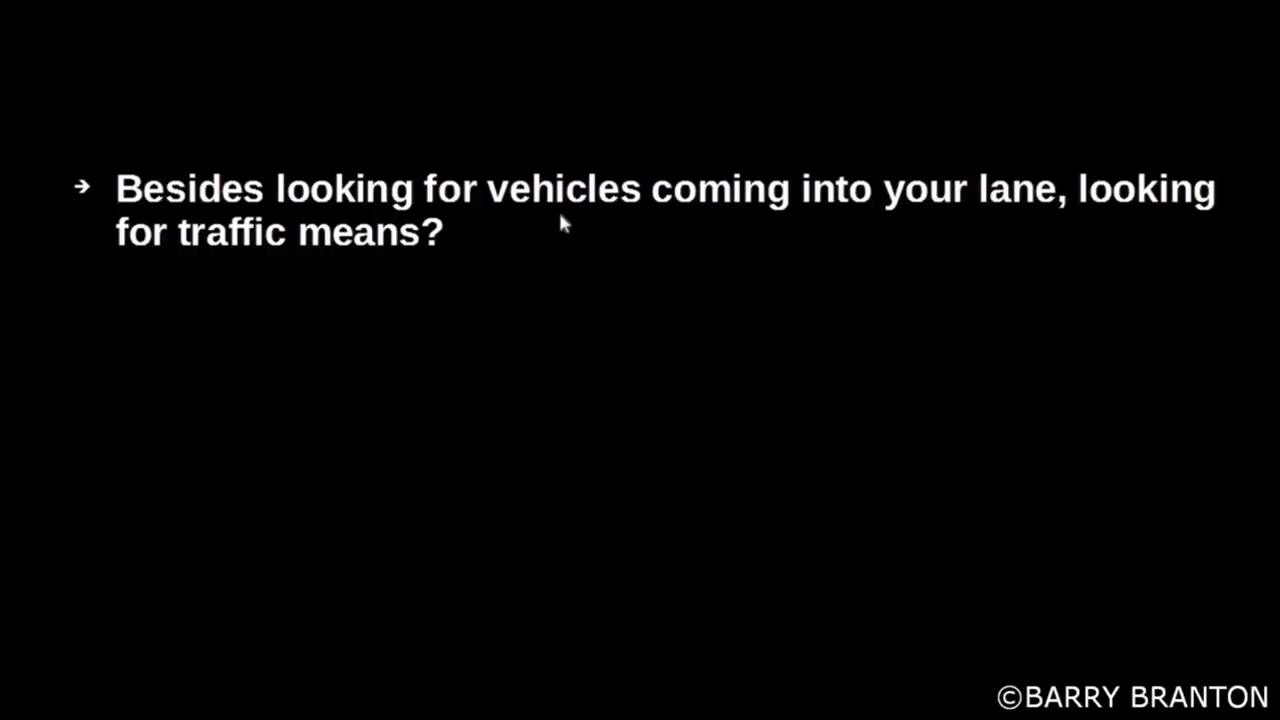 ➔ Besides looking for vehicles coming into your lane, looking
for traffic means?
©BARRY BRANTON